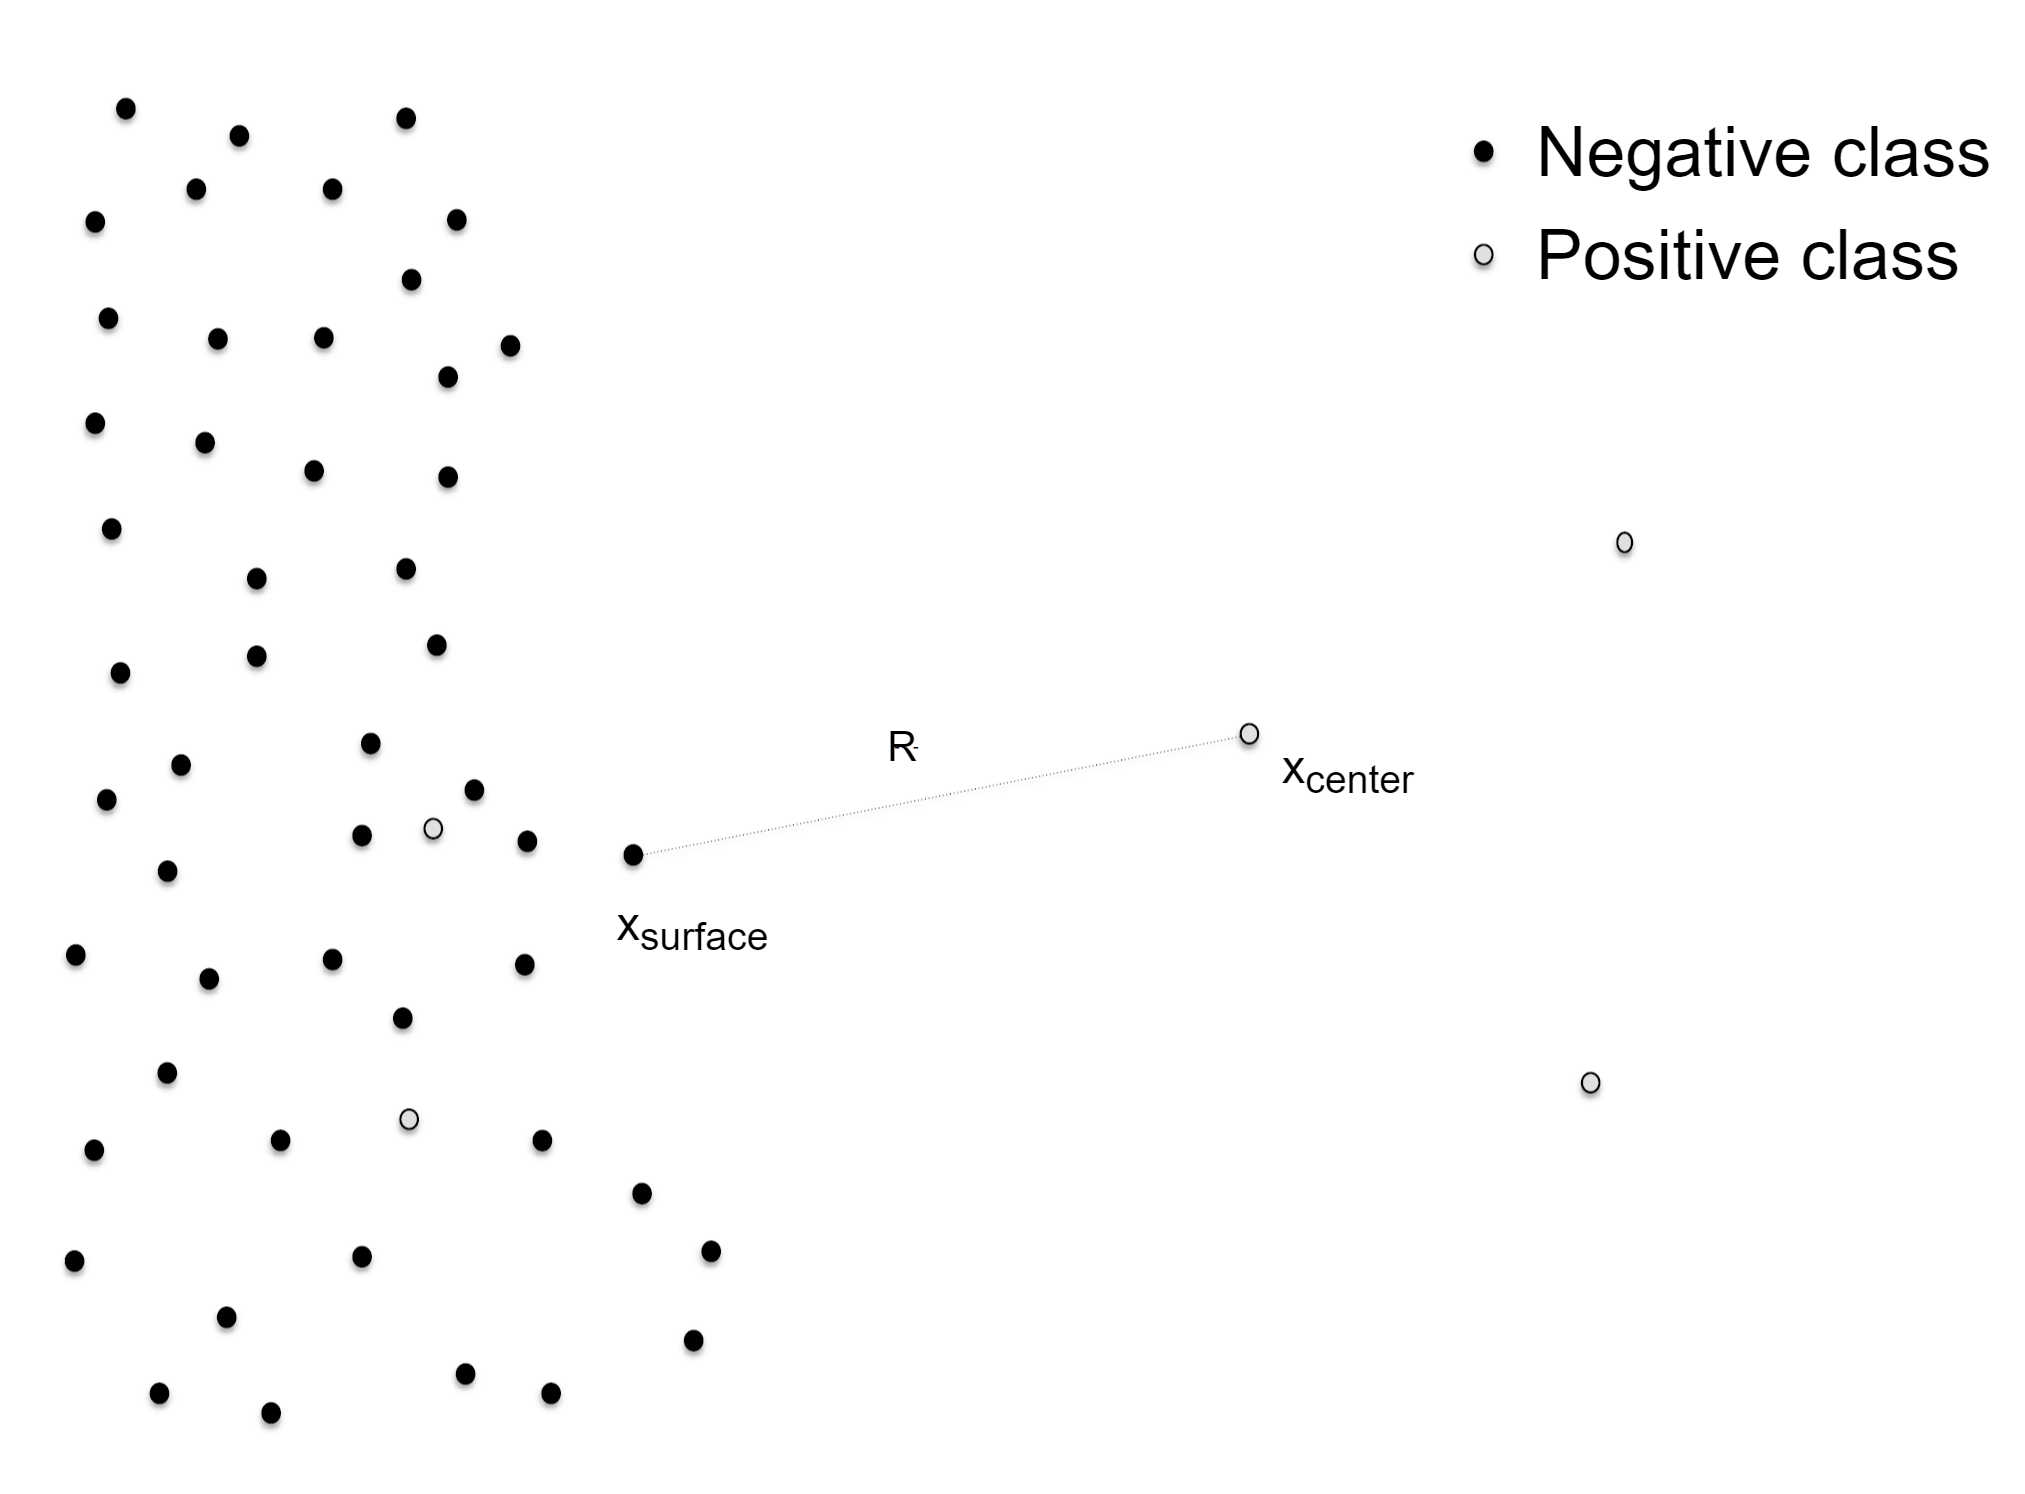 Negative class
Positive class
R
xcenter
xsurface